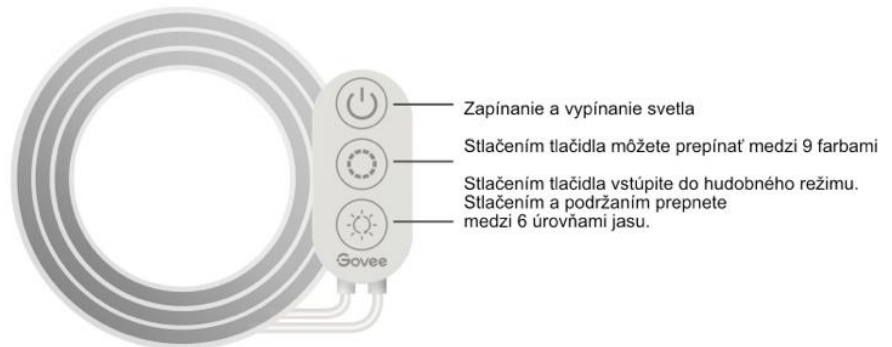 Zapínanie a vypínanie svetla
Stlačením tlačidla môžete prepínať medzi 9 farbami
Stlačením tlačidla vstúpite do hudobného režimu.
Stlačením a podržaním prepnete
medzi 6 úrovňami jasu.
Govee